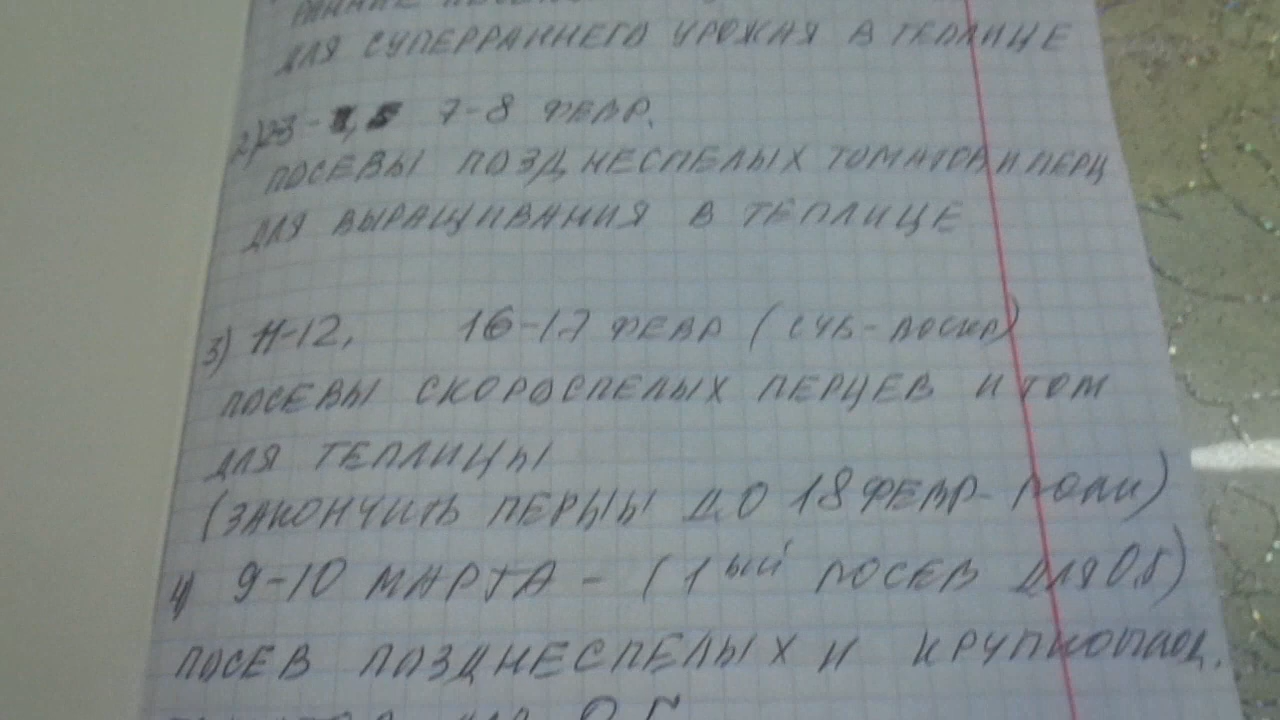 РАННИЕ
ДЛЯ СУПЕРРАННЕГО УРОЖАЯ В ТЕПЛИЦЕ
2) 7-8 ФЕВР.
ПОСЕВЫ ПОЗДНЕСПЕЛЫХ ТОМАТОВ И ПЕРЦ
ДЛЯ ВЫРАЩИВАНИЯ В ТЕПЛИЦЕ
3) 11-12, 16-17 ФЕВР (СУБ-ВОСКР)
ПОСЕВЫ СКОРОСПЕЛЫХ ПЕРЦЕВ И ТОМ
ДЛЯ ТЕПЛИЦЫ
(ЗАКОНЧИТЬ ПЕРЦЫ ДО 18 ФЕВР
4) 9-10 МАРТА - (1ый ПОСЕВ ДЛЯ О.Г)
ПОСЕВ ПОЗДНЕСПЕЛЫХ И КРУПНОПЛОД.
ДЛЯ О.Г